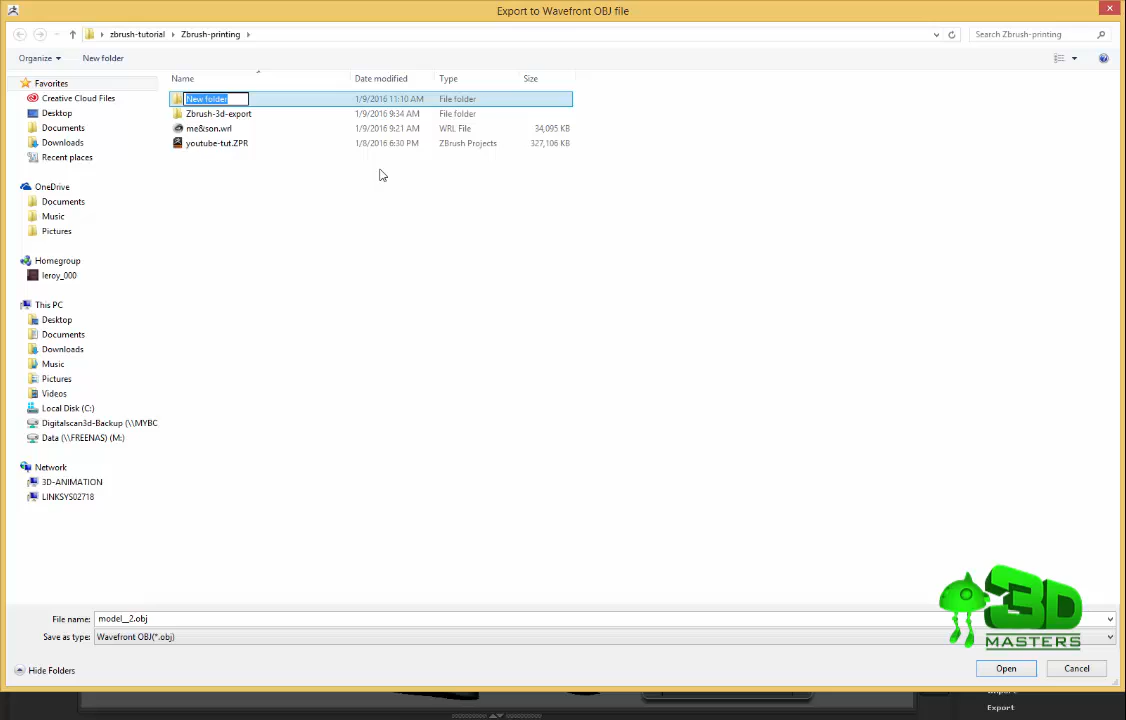 Export to Wavefront OBJ file
zbrush-tutorial Zbrush-printing
Search Zbrush-printing
Organize New folder
Name Date modified Type Size
New folder 1/9/2016 11:10 AM File folder
Zbrush-3d-export 1/9/2016 9:34 AM File folder
me&son.wrl 1/9/2016 9:21 AM WRL File 34,095 KB
youtube-tut.ZPR 1/8/2016 6:30 PM ZBrush Projects 327,106 KB
Favorites
Creative Cloud Files
Desktop
Documents
Downloads
Recent places
OneDrive
Documents
Music
Pictures
Homegroup
leroy_000
This PC
Desktop
Documents
Downloads
Music
Pictures
Videos
Local Disk (C:)
Digitalscan3d-Backup (\\MYBC
Data (\\FREENAS) (M:)
Network
3D-ANIMATION
LINKSYS02718
File name: model__2.obj
Save as type: Wavefront OBJ(*.obj)
3D
MASTERS
Hide Folders
Open Cancel
Export